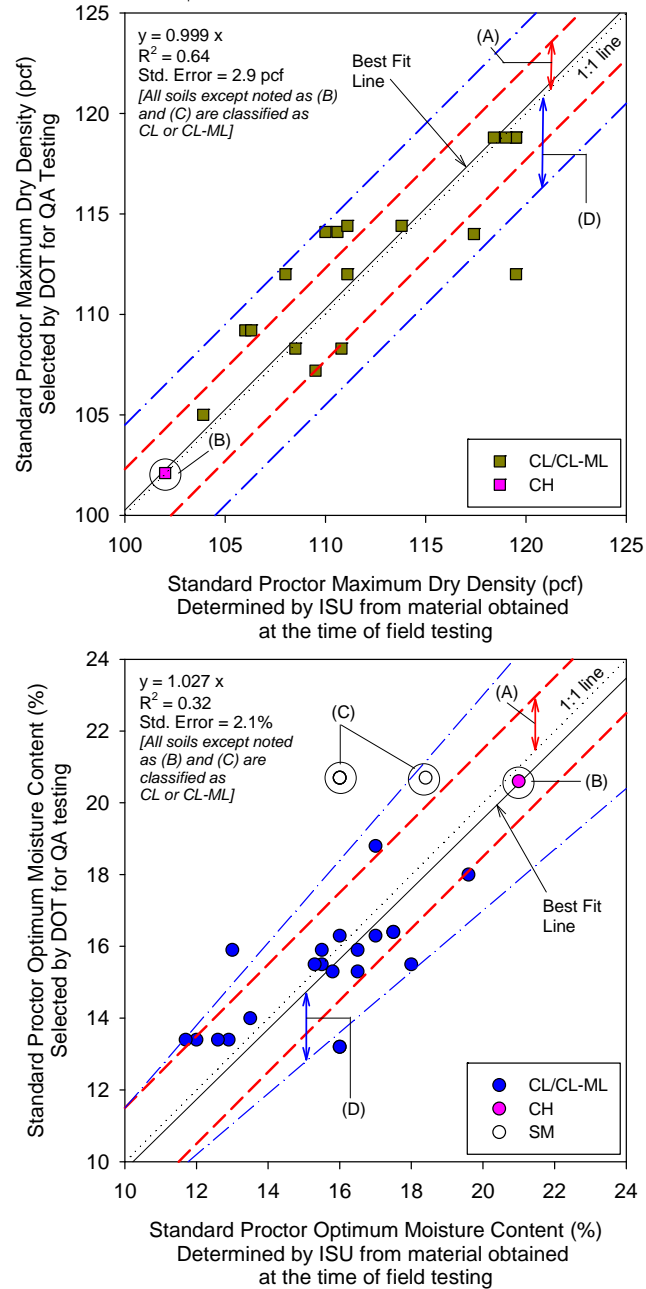 y = 0.999 x
R2 = 0.64
Std. Error = 2.9 pcf
[All soils except noted as (B)
and (C) are classified as
CL or CL-ML]
Best Fit
Line
(A)
1:1 line
(D)
(B)
CL/CL-ML
CH
125
120
115
110
105
100
100
105
110
115
120
125
Standard Proctor Maximum Dry Density (pcf)
Selected by DOT for QA Testing
Standard Proctor Maximum Dry Density (pcf)
Determined by ISU from material obtained
at the time of field testing
y = 1.027 x
R2 = 0.32
Std. Error = 2.1%
[All soils except noted
as (B) and (C) are
classified as
CL or CL-ML]
(C)
(A)
1:1 line
(B)
Best Fit
Line
(D)
CL/CL-ML
CH
SM
24
22
20
18
16
14
12
10
10
12
14
16
18
20
22
24
Standard Proctor Optimum Moisture Content (%)
Selected by DOT for QA testing
Standard Proctor Optimum Moisture Content (%)
Determined by ISU from material obtained
at the time of field testing